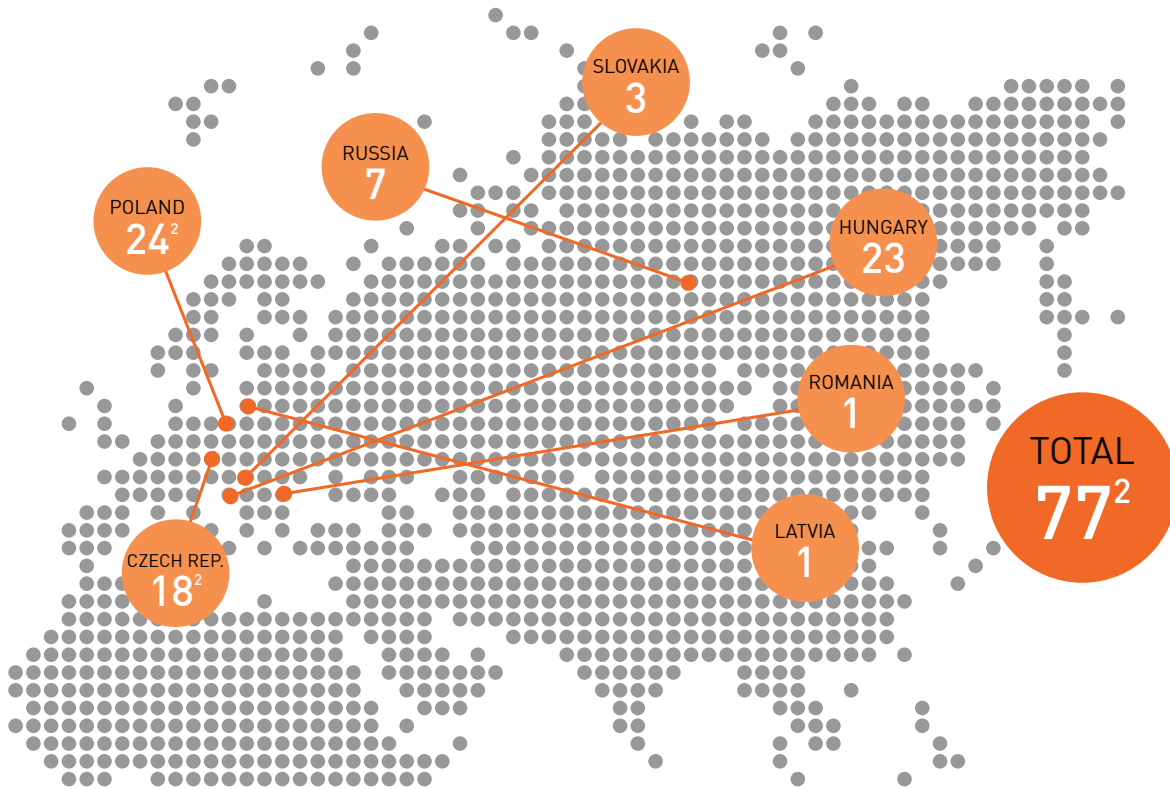 SLOVAKIA
3
RUSSIA
7
POLAND
24²
HUNGARY
23
ROMANIA
1
TOTAL
77²
LATVIA
1
CZECH REP.
18²